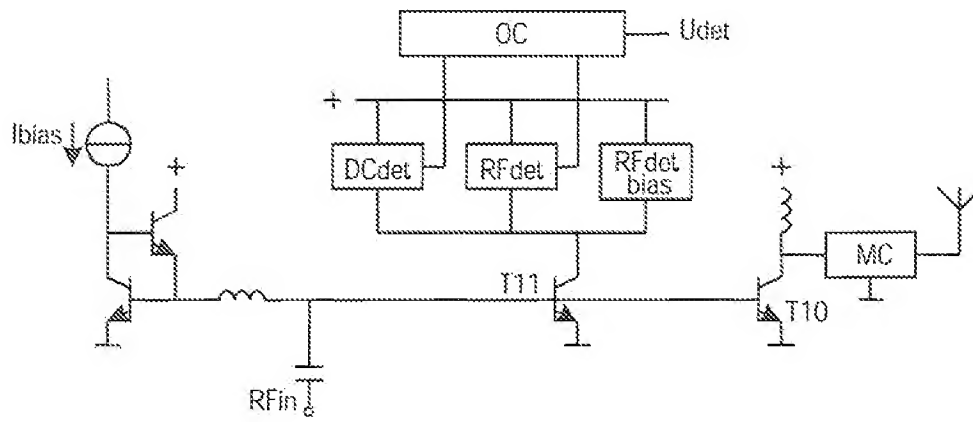 OC
Udet
+
Ibias
+
DCdet
RFdet
RFdet
bias
+
MC
T11
T10
RFin